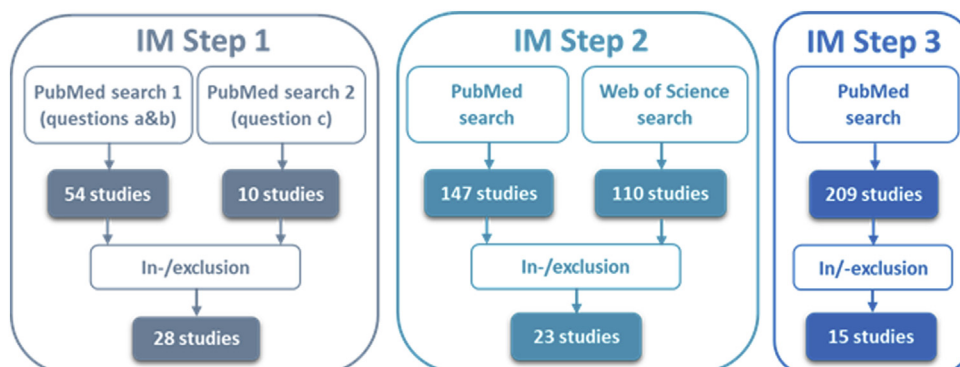 IM Step 1
PubMed search 1
(questions a&b)
PubMed search 2
(question c)
54 studies
10 studies
In-/exclusion
28 studies
IM Step 2
PubMed
search
Web of Science
search
147 studies
110 studies
In-/exclusion
23 studies
IM Step 3
PubMed
search
209 studies
In/-exclusion
15 studies